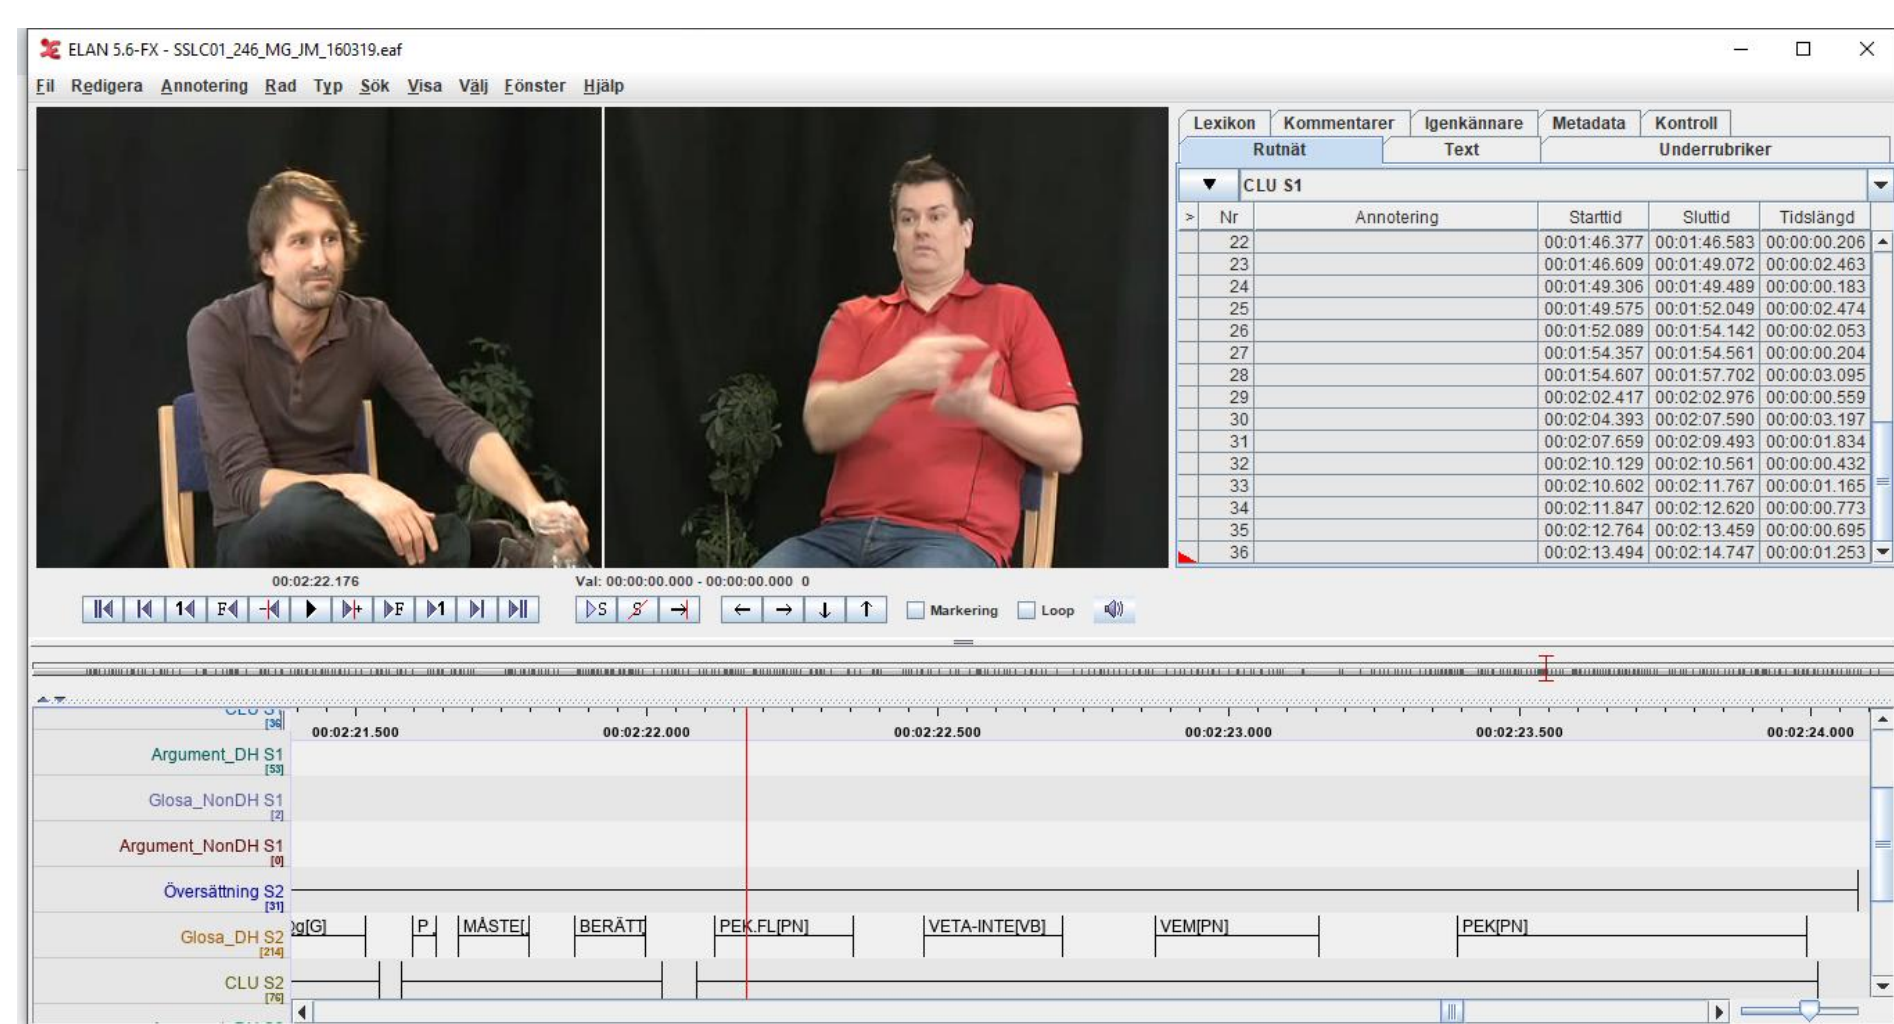 ELAN 5.6-FX - SSLC01_246_MG_JM_160319.eaf
Fil Redigera Annotering Rad Typ Sök Visa Välj Fönster Hjälp
Lexikon Kommentarer Igenkännare Metadata Kontroll
Rutnät Text Underrubriker
CLU S1
> Nr Annotering Starttid Sluttid Tidslängd
22 00:01:46.377 00:01:46.583 00:00:00.206
23 00:01:46.609 00:01:49.072 00:00:02.463
24 00:01:49.306 00:01:49.489 00:00:00.183
25 00:01:49.575 00:01:52.049 00:00:02.474
26 00:01:52.089 00:01:54.142 00:00:02.053
27 00:01:54.357 00:01:54.561 00:00:00.204
28 00:01:54.607 00:01:57.702 00:00:03.095
29 00:02:02.417 00:02:02.976 00:00:00.559
30 00:02:04.393 00:02:07.590 00:00:03.197
31 00:02:07.659 00:02:09.493 00:00:01.834
32 00:02:10.129 00:02:10.561 00:00:00.432
33 00:02:10.602 00:02:11.767 00:00:01.165
34 00:02:11.847 00:02:12.620 00:00:00.773
35 00:02:12.764 00:02:13.459 00:00:00.695
36 00:02:13.494 00:02:14.747 00:00:01.253
00:02:22.176 Val: 00:00:00.000 - 00:00:00.000 0
1 F + F 1 S S Markering Loop
CLU S1
[36]
00:02:21.500 00:02:22.000 00:02:22.500 00:02:23.000 00:02:23.500 00:02:24.000
Argument_DH S1
[53]
Glosa_NonDH S1
[2]
Argument_NonDH S1
[0]
Översättning S2
[31]
Glosa_DH S2 g[G] P MÅSTE[ BERÄTT PEK.FL[PN] VETA-INTE[VB] VEM[PN] PEK[PN]
[214]
CLU S2
[76]